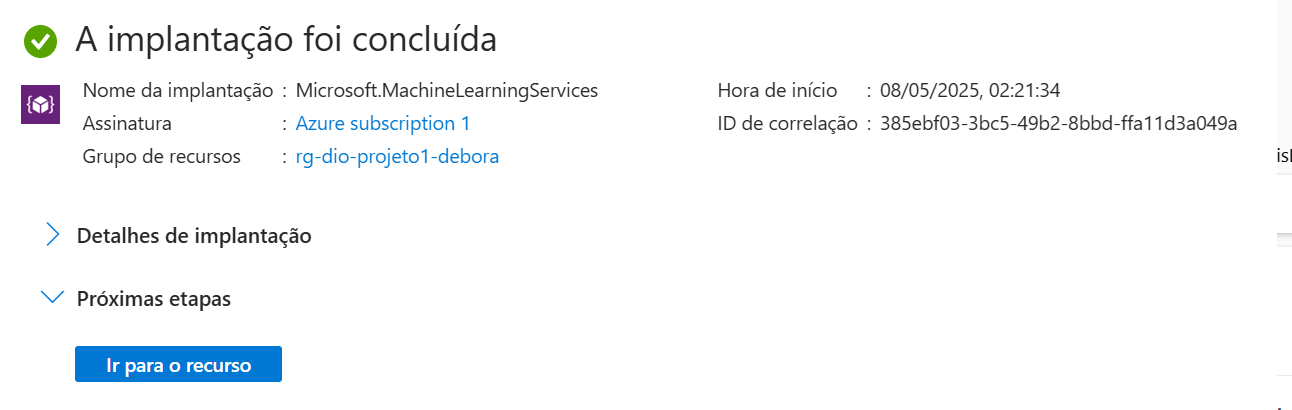 A implantação foi concluída
Nome da implantação : Microsoft.MachineLearningServices
Assinatura : Azure subscription 1
Grupo de recursos : rg-dio-projeto1-debora
Hora de início : 08/05/2025, 02:21:34
ID de correlação : 385ebf03-3bc5-49b2-8bbd-ffa11d3a049a
Detalhes de implantação
Próximas etapas
Ir para o recurso